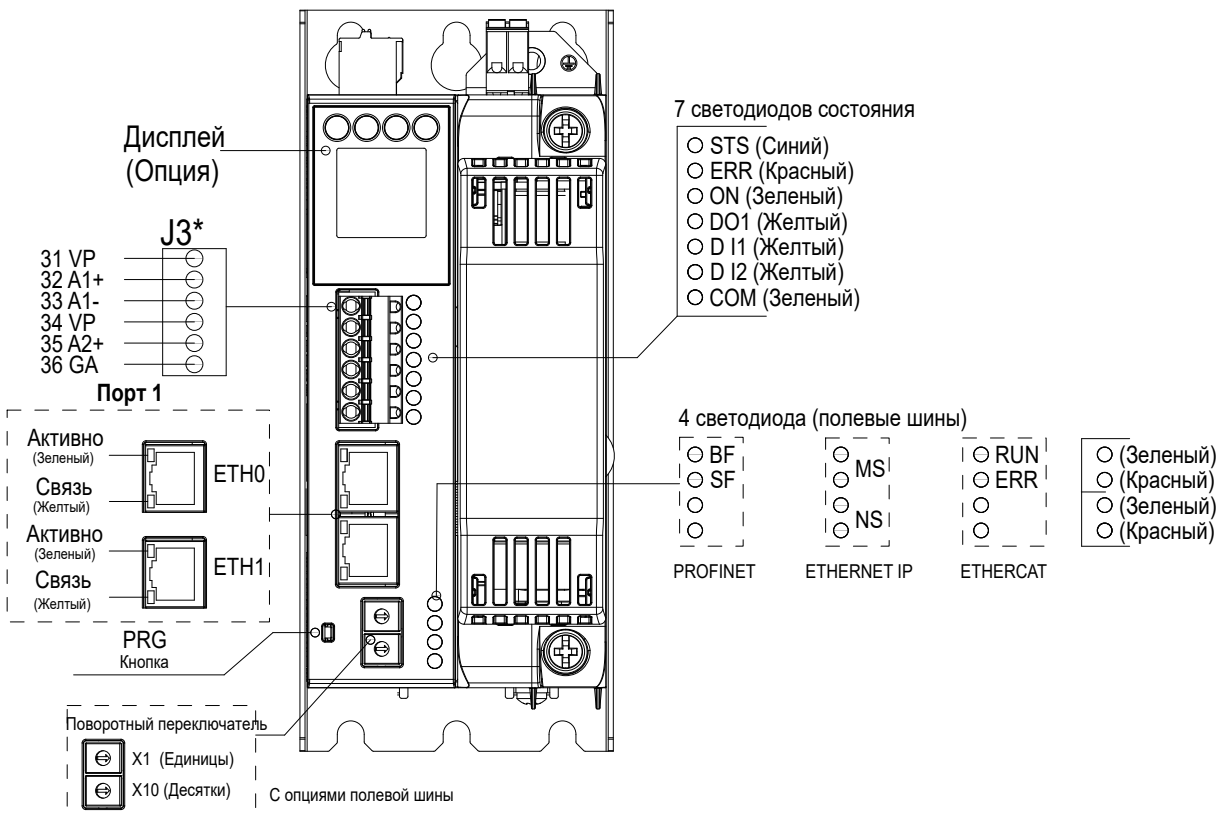 Дисплей
(Опция)
J3*
31 VP
32 A1+
33 A1-
34 VP
35 A2+
36 GA
Порт 1
Активно
(Зеленый)
Связь
(Желтый)
ETH0
Активно
(Зеленый)
Связь
(Желтый)
ETH1
PRG
Кнопка
Поворотный переключатель
X1 (Единицы)
X10 (Десятки)
С опциями полевой шины
7 светодиодов состояния
STS (Синий)
ERR (Красный)
ON (Зеленый)
DO1 (Желтый)
D I1 (Желтый)
D I2 (Желтый)
COM (Зеленый)
4 светодиода (полевые шины)
BF
SF
PROFINET
MS
NS
ETHERNET IP
RUN
ERR
ETHERCAT
(Зеленый)
(Красный)
(Зеленый)
(Красный)